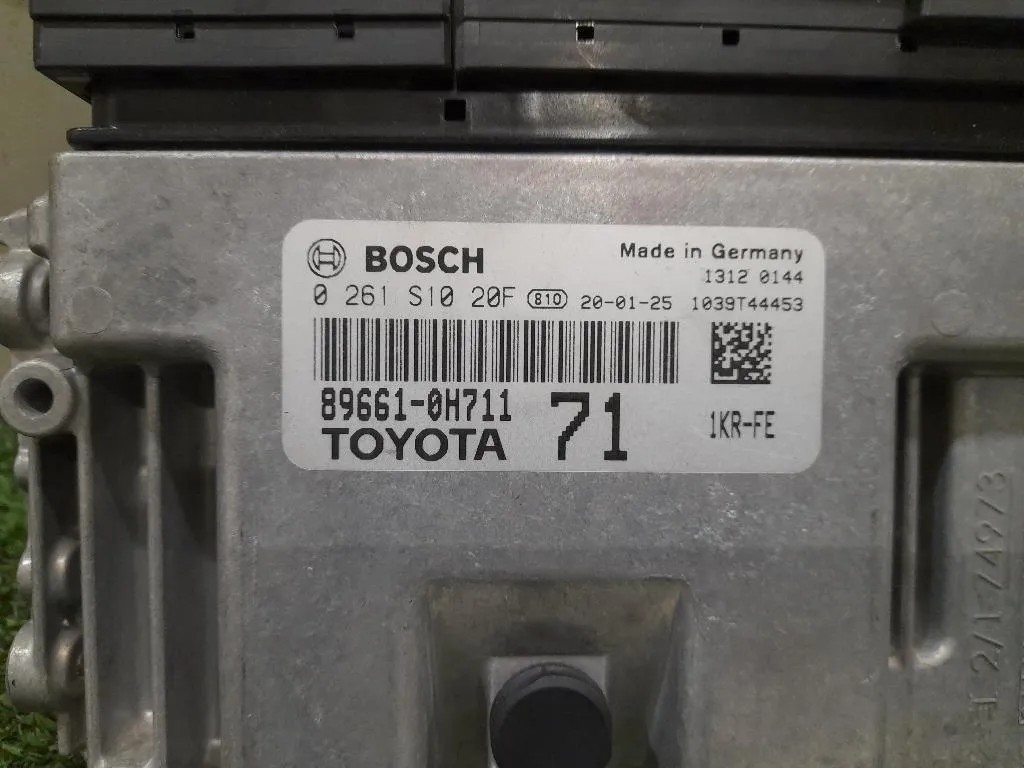 BOSCH
Made in Germany
1312 0144
0 261 S10 20F 810 20-01-25 1039T44453
89661-0H711
71
1KR-FE
TOYOTA